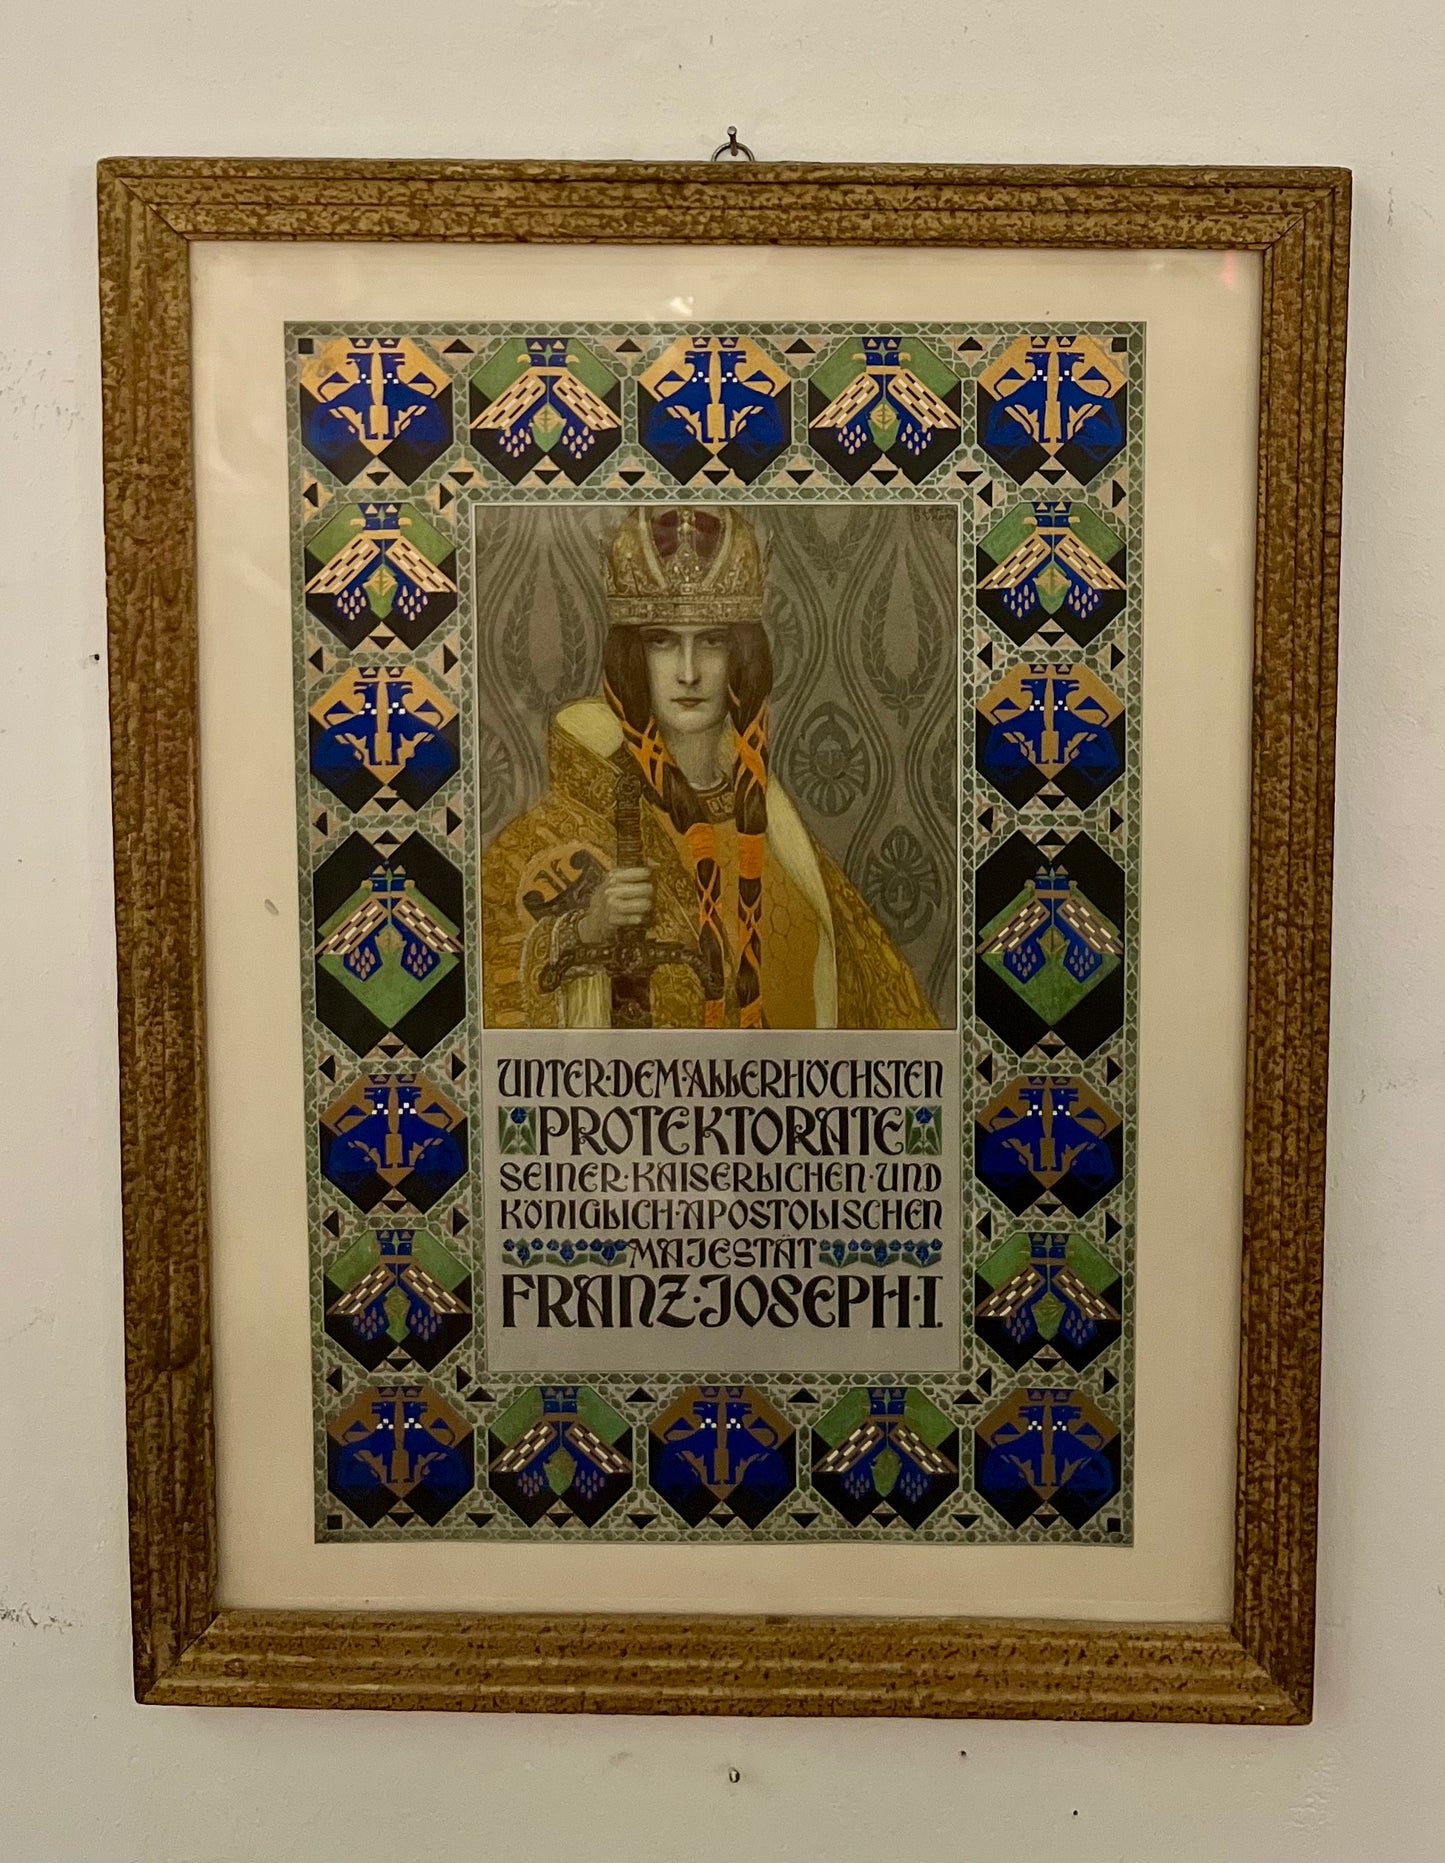 UNTER·DEM·ALLERHÖCHSTEN
PROTEKTORATE
SEINER·KAISERLICHEN·UND
KÖNIGLICH·APOSTOLISCHEN
MAJESTÄT
FRANZ·JOSEPH·I.